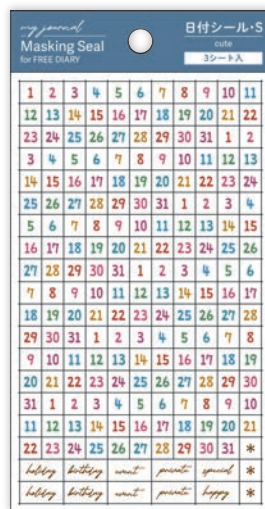 my journal
Masking Seal
for FREE DIARY
日付シール・S
cute
3シート入
1 2 3 4 5 6 7 8 9 10 11
12 13 14 15 16 17 18 19 20 21 22
23 24 25 26 27 28 29 30 31 1 2
3 4 5 6 7 8 9 10 11 12 13
14 15 16 17 18 19 20 21 22 23 24
25 26 27 28 29 30 31 1 2 3 4
5 6 7 8 9 10 11 12 13 14 15
16 17 18 19 20 21 22 23 24 25 26
27 28 29 30 31 1 2 3 4 5 6
7 8 9 10 11 12 13 14 15 16 17
18 19 20 21 22 23 24 25 26 27 28
29 30 31 1 2 3 4 5 6 7 8
9 10 11 12 13 14 15 16 17 18 19
20 21 22 23 24 25 26 27 28 29 30
31 1 2 3 4 5 6 7 8 9 10
11 12 13 14 15 16 17 18 19 20 21
22 23 24 25 26 27 28 29 30 31 *
holiday birthday event private special *
holiday birthday event private happy *